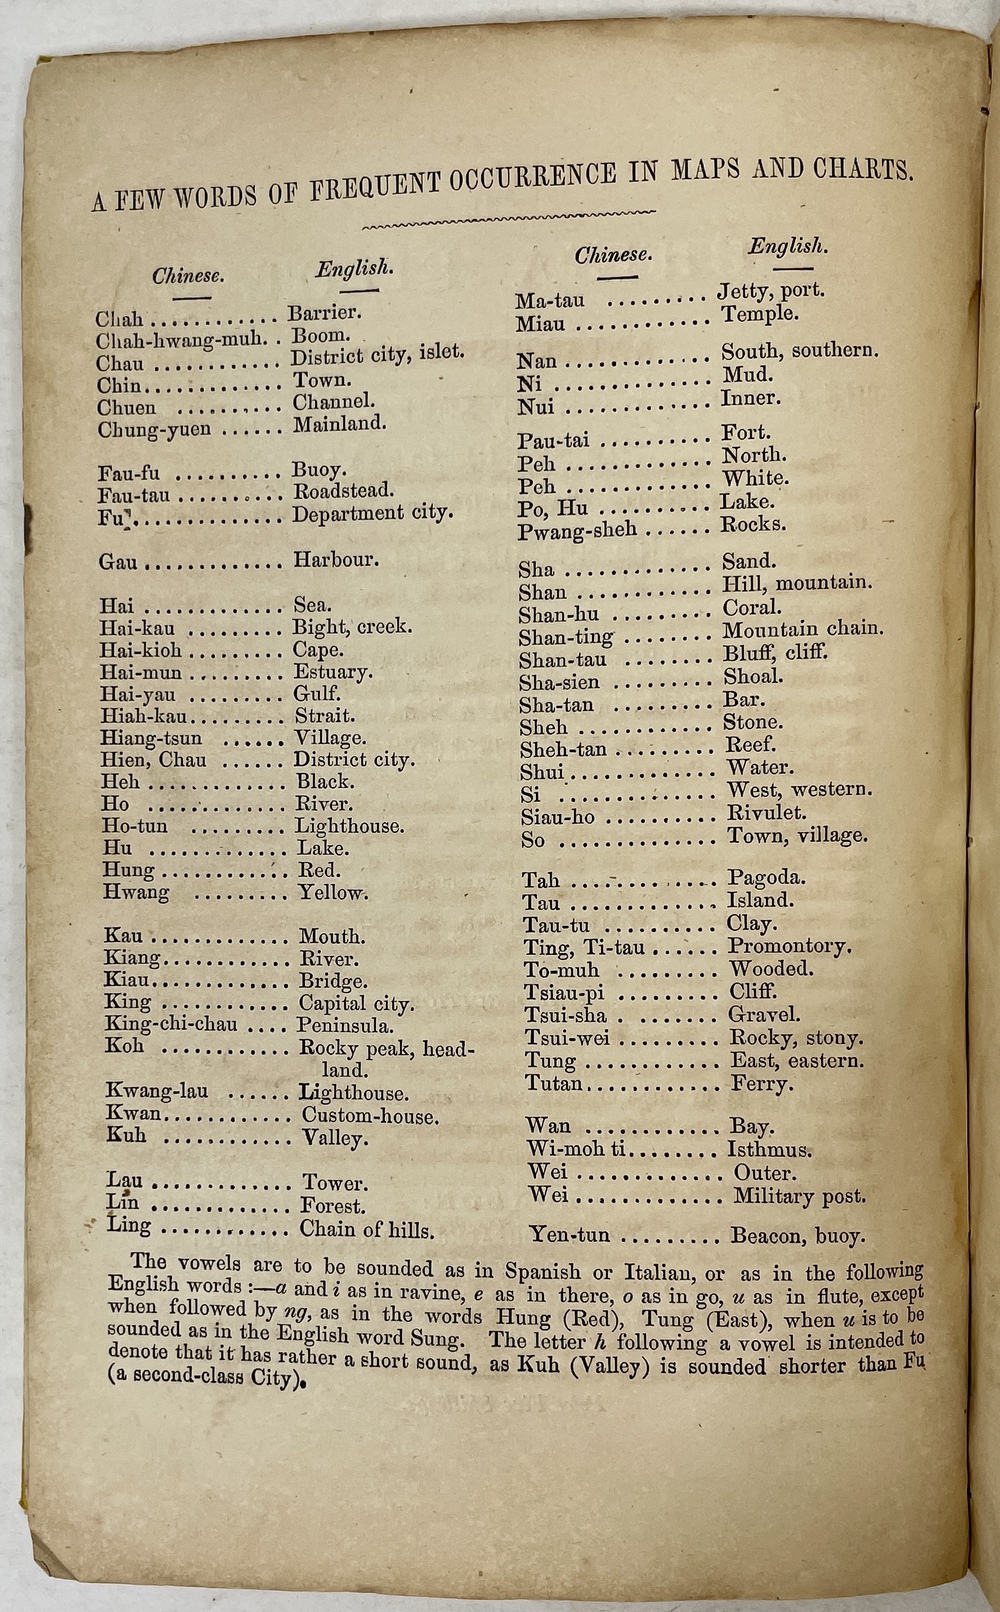 A FEW WORDS OF FREQUENT OCCURRENCE IN MAPS AND CHARTS.
Chinese. English.
Chah ............ Barrier.
Chah-hwang-muh. . Boom.
Chau ............ District city, islet.
Chin............. Town.
Chuen .......... Channel.
Chung-yuen ...... Mainland.
Fau-fu .......... Buoy.
Fau-tau .......... Roadstead.
Fu .............. Department city.
Gau ............. Harbour.
Hai ............. Sea.
Hai-kau ......... Bight, creek.
Hai-kioh ......... Cape.
Hai-mun ......... Estuary.
Hai-yau ......... Gulf.
Hiah-kau......... Strait.
Hiang-tsun ...... Village.
Hien, Chau ...... District city.
Heh ............. Black.
Ho ............. River.
Ho-tun ......... Lighthouse.
Hu ............. Lake.
Hung ............ Red.
Hwang ......... Yellow.
Kau ............. Mouth.
Kiang............ River.
Kiau............. Bridge.
King ............ Capital city.
King-chi-chau .... Peninsula.
Koh ............ Rocky peak, head-
land.
Kwang-lau ...... Lighthouse.
Kwan............ Custom-house.
Kuh ............ Valley.
Lau ............. Tower.
Lin ............. Forest.
Ling ............ Chain of hills.
Chinese. English.
Ma-tau ......... Jetty, port.
Miau ............ Temple.
Nan ............. South, southern.
Ni .............. Mud.
Nui ............. Inner.
Pau-tai .......... Fort.
Peh ............. North.
Peh ............. White.
Po, Hu .......... Lake.
Pwang-sheh ...... Rocks.
Sha ............. Sand.
Shan ............ Hill, mountain.
Shan-hu ......... Coral.
Shan-ting ........ Mountain chain.
Shan-tau ........ Bluff, cliff.
Sha-sien ......... Shoal.
Sha-tan ......... Bar.
Sheh ............ Stone.
Sheh-tan ......... Reef.
Shui ............. Water.
Si .............. West, western.
Siau-ho .......... Rivulet.
So .............. Town, village.
Tah ............. Pagoda.
Tau ............. Island.
Tau-tu .......... Clay.
Ting, Ti-tau ...... Promontory.
To-muh ......... Wooded.
Tsiau-pi ......... Cliff.
Tsui-sha . ....... Gravel.
Tsui-wei ......... Rocky, stony.
Tung ............ East, eastern.
Tutan............ Ferry.
Wan ............ Bay.
Wi-moh ti........ Isthmus.
Wei ............. Outer.
Wei ............. Military post.
Yen-tun ......... Beacon, buoy.
The vowels are to be sounded as in Spanish or Italian, or as in the following
English words :—a and i as in ravine, e as in there, o as in go, u as in flute, except
when followed by ng, as in the words Hung (Red), Tung (East), when u is to be
sounded as in the English word Sung. The letter h following a vowel is intended to
denote that it has rather a short sound, as Kuh (Valley) is sounded shorter than Fu
(a second-class City).